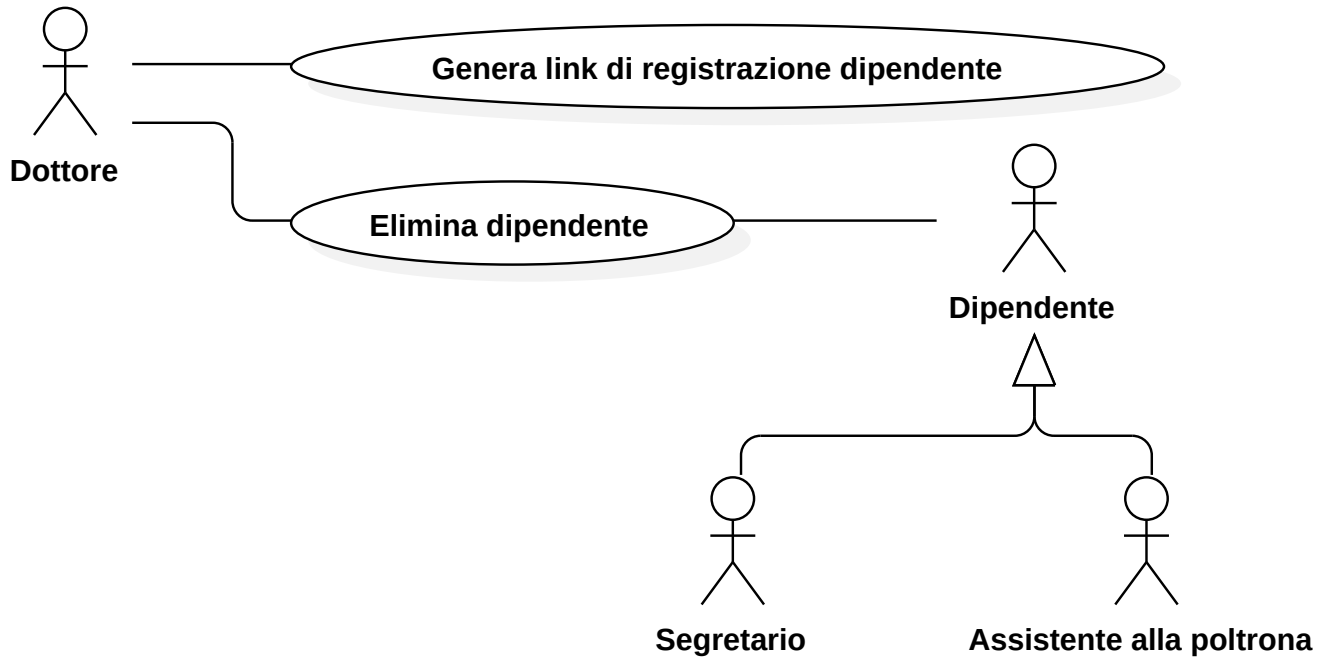 Genera link di registrazione dipendente
Dottore
Elimina dipendente
Dipendente
Segretario
Assistente alla poltrona